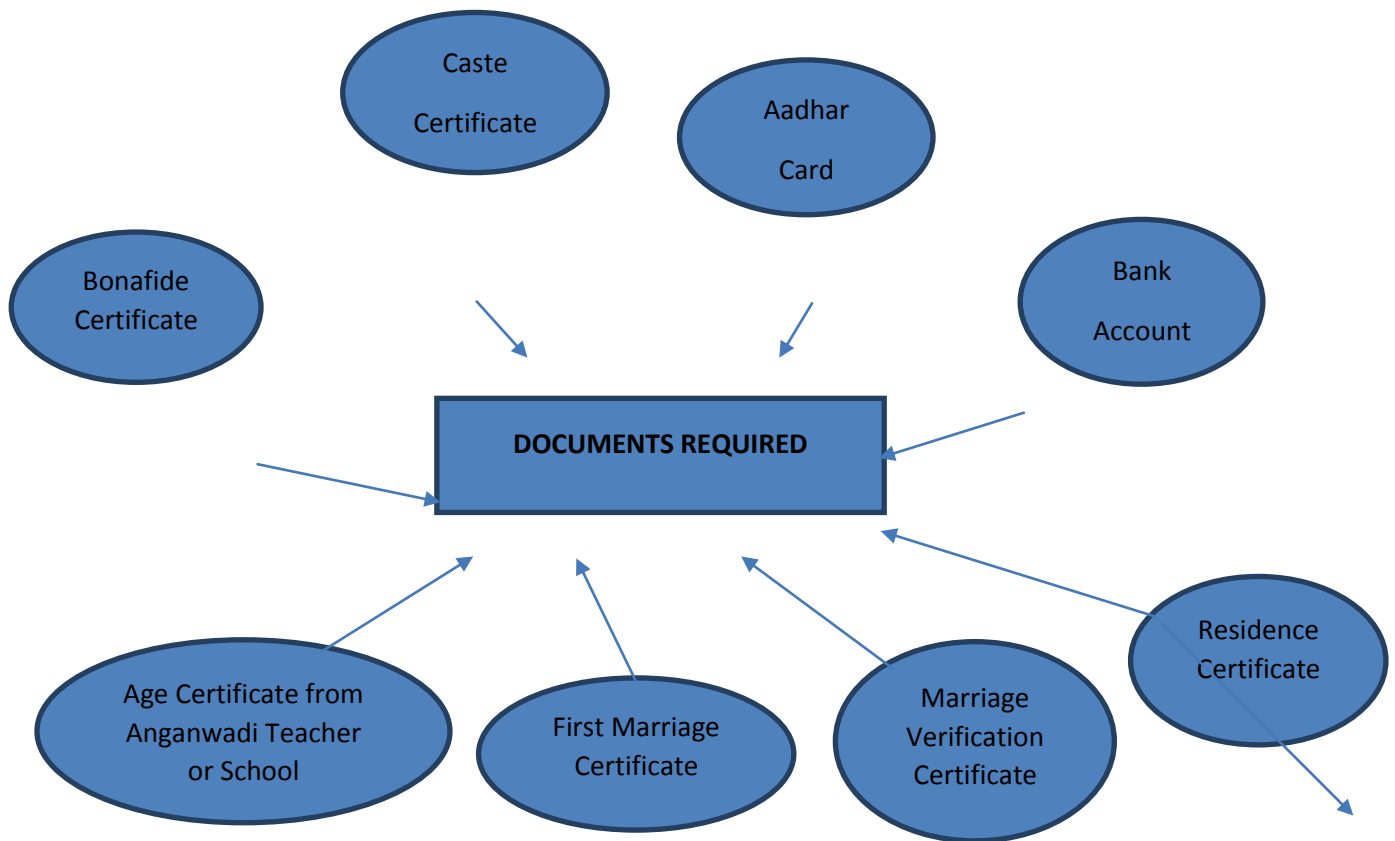 Caste
Certificate
Aadhar
Card
Bonafide
Certificate
Bank
Account
DOCUMENTS REQUIRED
Residence
Certificate
Age Certificate from
Anganwadi Teacher
or School
First Marriage
Certificate
Marriage
Verification
Certificate